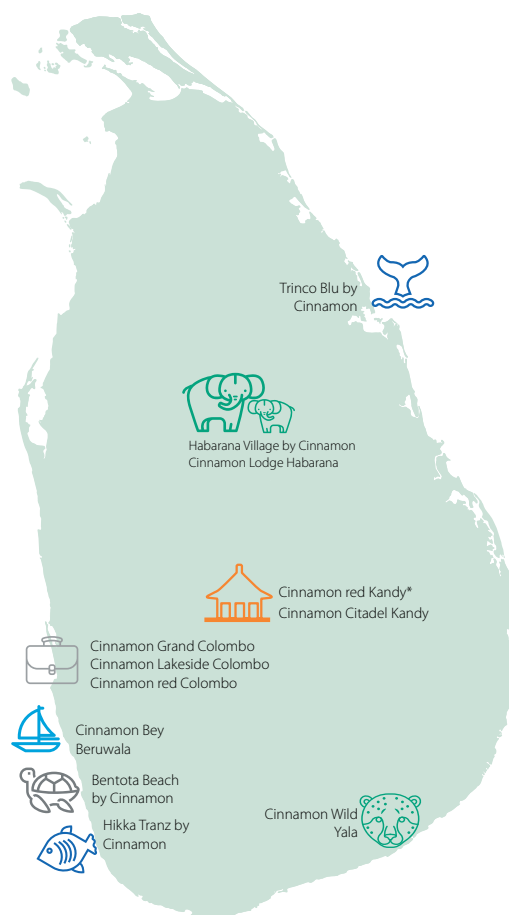 Trinco Blu by
Cinnamon
Habarana Village by Cinnamon
Cinnamon Lodge Habarana
Cinnamon red Kandy*
Cinnamon Citadel Kandy
Cinnamon Grand Colombo
Cinnamon Lakeside Colombo
Cinnamon red Colombo
Cinnamon Bey
Beruwala
Bentota Beach
by Cinnamon
Hikka Tranz by
Cinnamon
Cinnamon Wild
Yala